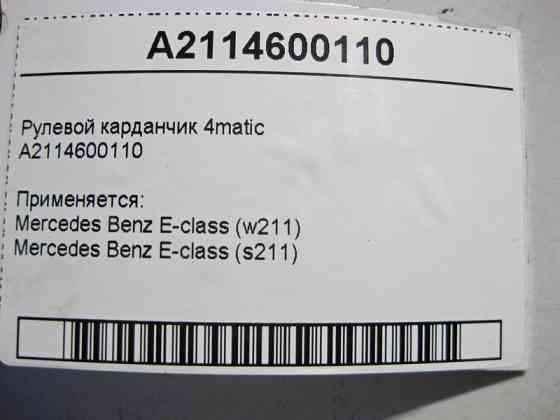 A2114600110
Рулевой карданчик 4matic
A2114600110
Применяется:
Mercedes Benz E-class (w211)
Mercedes Benz E-class (s211)